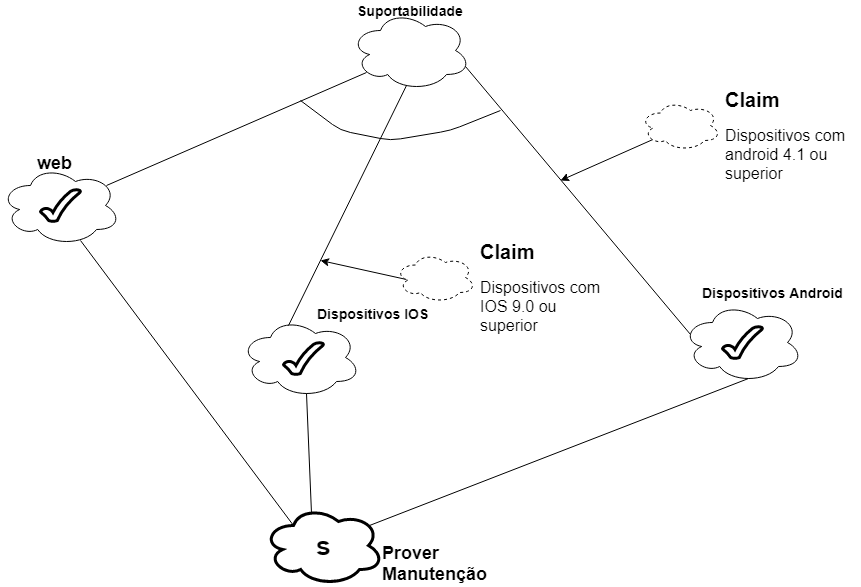 Suportabilidade
Claim
Dispositivos com
android 4.1 ou
superior
web
Claim
Dispositivos com
IOS 9.0 ou
superior
Dispositivos Android
Dispositivos IOS
S
Prover
Manutenção